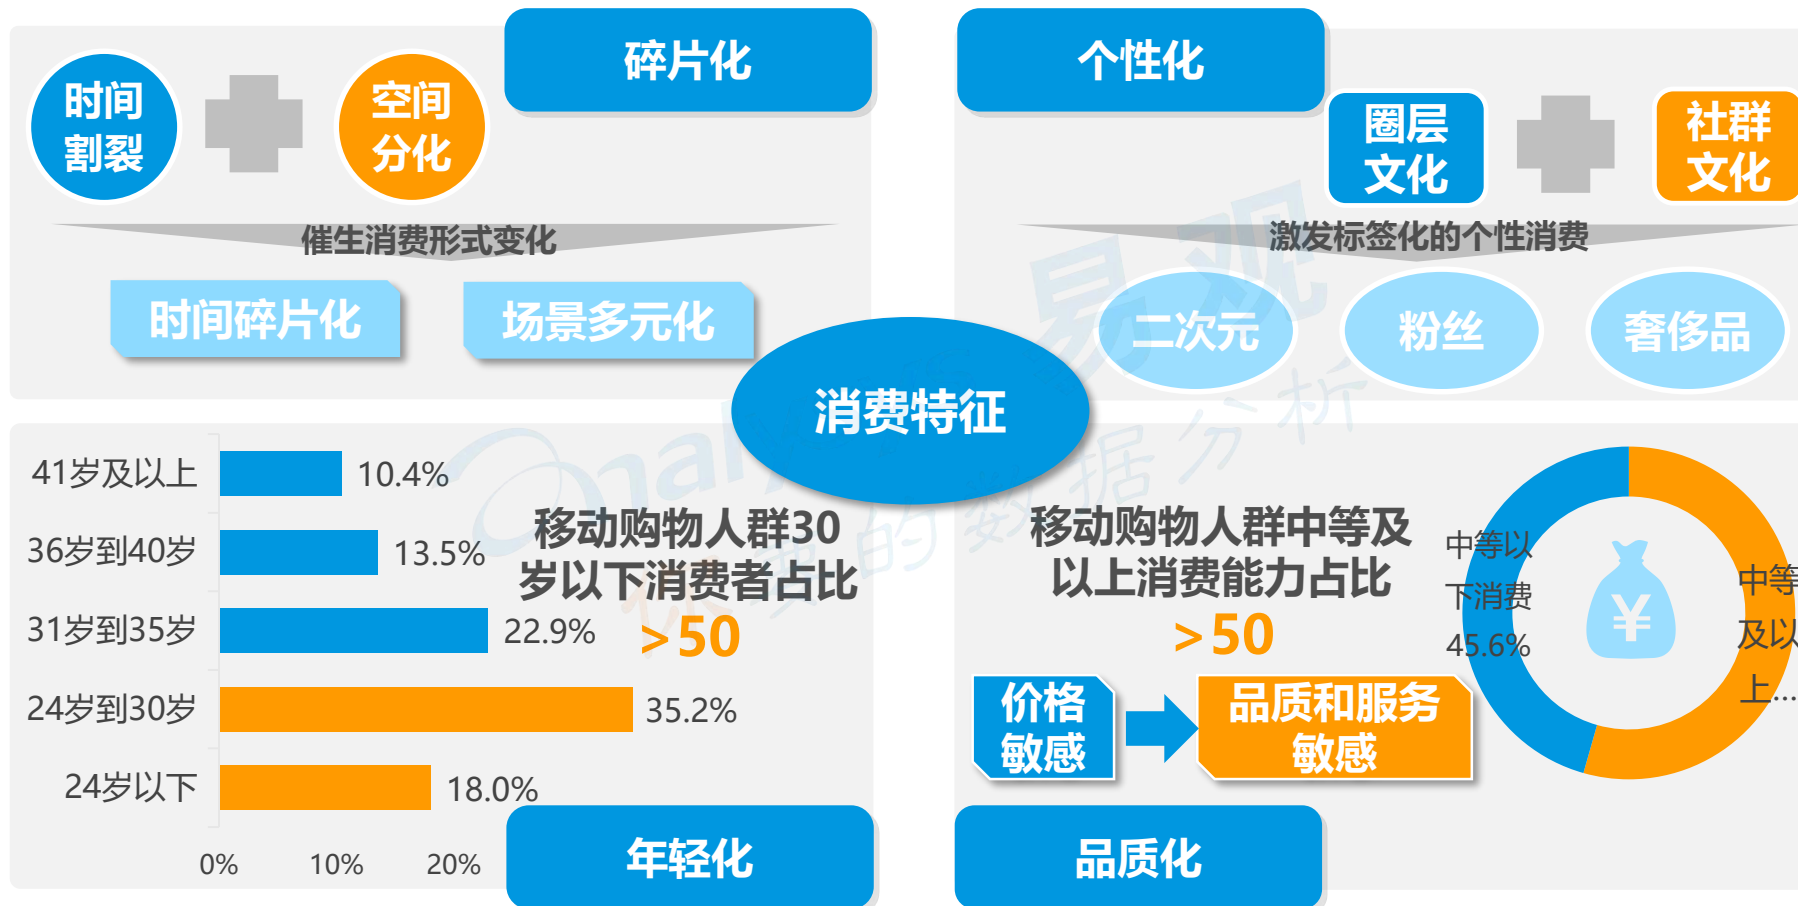 碎片化
时间
割裂
空间
分化
催生消费形式变化
时间碎片化
场景多元化
个性化
圈层
文化
社群
文化
激发标签化的个性消费
二次元
粉丝
奢侈品
消费特征
41岁及以上
10.4%
36岁到40岁
13.5%
31岁到35岁
22.9%
24岁到30岁
35.2%
24岁以下
18.0%
0%
10%
20%
移动购物人群30
岁以下消费者占比
>50
年轻化
移动购物人群中等及
以上消费能力占比
>50
价格
敏感
品质和服务
敏感
中等以
下消费
45.6%
中等
及以
上...
¥
品质化
易观
你要的数据分析